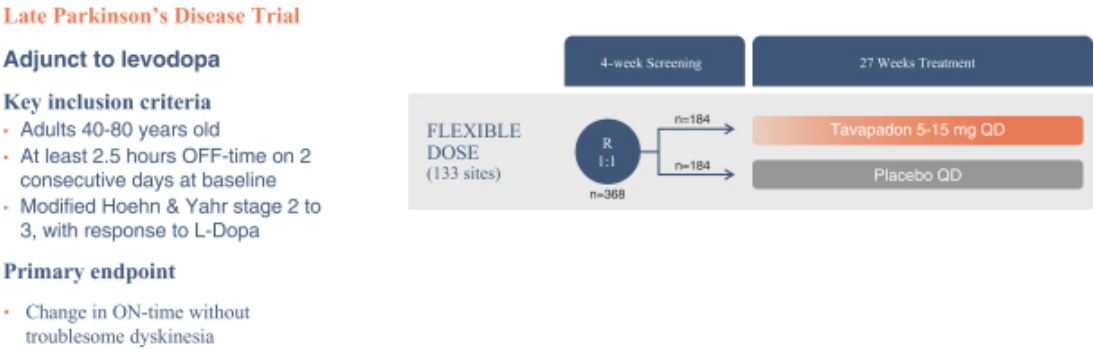 Late Parkinson's Disease Trial
Adjunct to levodopa
Key inclusion criteria
• Adults 40-80 years old
• At least 2.5 hours OFF-time on 2
consecutive days at baseline
• Modified Hoehn & Yahr stage 2 to
3, with response to L-Dopa
Primary endpoint
• Change in ON-time without
troublesome dyskinesia
4-week Screening
27 Weeks Treatment
FLEXIBLE
DOSE
(133 sites)
R
1:1
n=368
n=184
n=184
Tavapadon 5-15 mg QD
Placebo QD